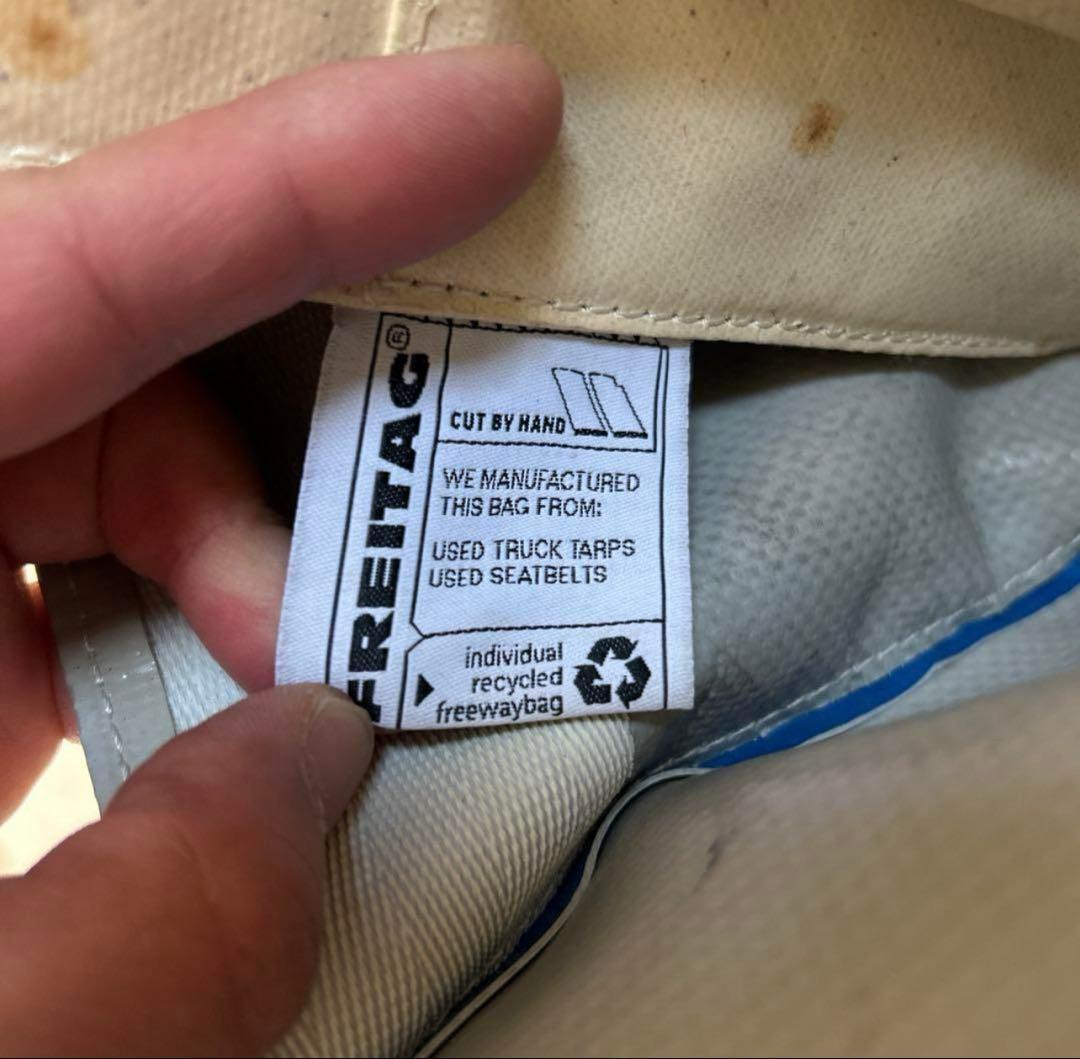 FREITAG®
CUT BY HAND
WE MANUFACTURED
THIS BAG FROM:
USED TRUCK TARPS
USED SEATBELTS
individual
recycled
freewaybag